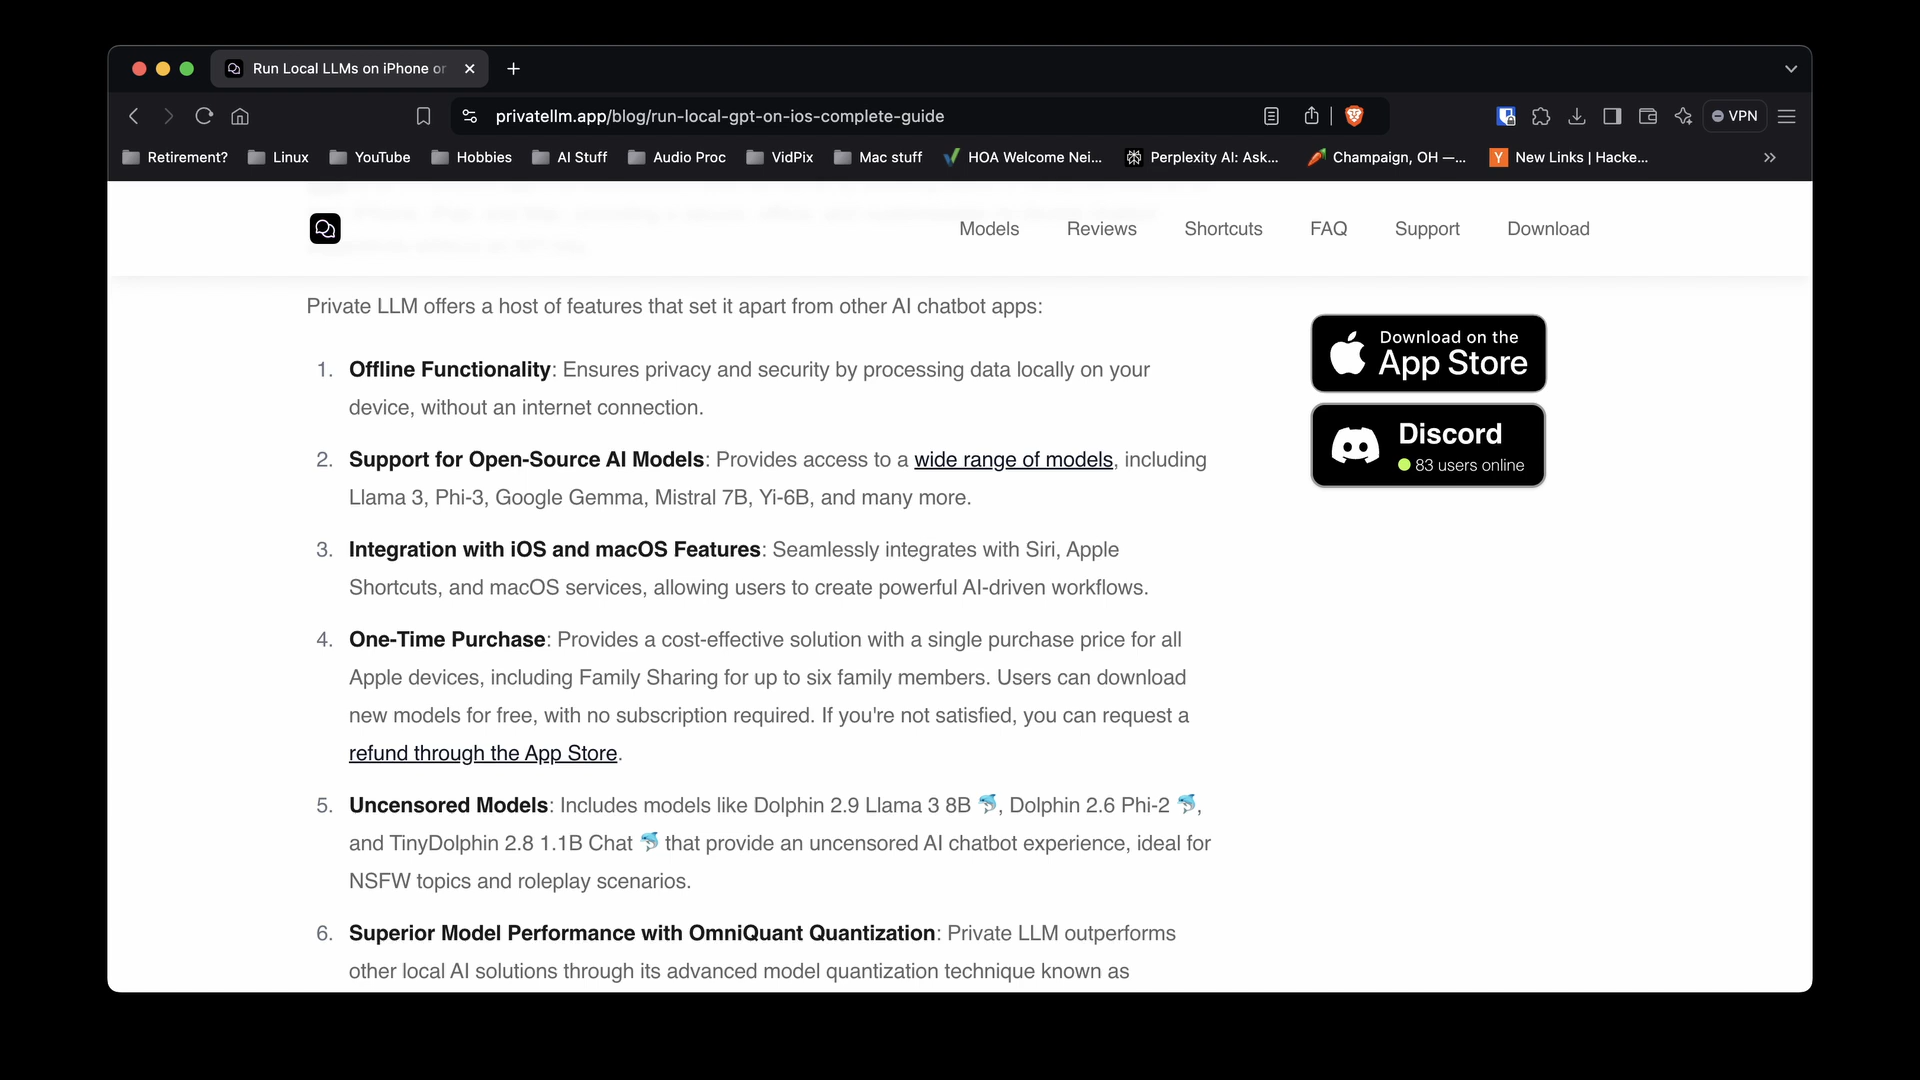 Run Local LLMs on iPhone or
privatellm.app/blog/run-local-gpt-on-ios-complete-guide
VPN
Retirement? Linux YouTube Hobbies AI Stuff Audio Proc VidPix Mac stuff HOA Welcome Nei... Perplexity AI: Ask... Champaign, OH —... New Links | Hacke...
Models Reviews Shortcuts FAQ Support Download
Private LLM offers a host of features that set it apart from other AI chatbot apps:
1. Offline Functionality: Ensures privacy and security by processing data locally on your
device, without an internet connection.
2. Support for Open-Source AI Models: Provides access to a wide range of models, including
Llama 3, Phi-3, Google Gemma, Mistral 7B, Yi-6B, and many more.
3. Integration with iOS and macOS Features: Seamlessly integrates with Siri, Apple
Shortcuts, and macOS services, allowing users to create powerful AI-driven workflows.
4. One-Time Purchase: Provides a cost-effective solution with a single purchase price for all
Apple devices, including Family Sharing for up to six family members. Users can download
new models for free, with no subscription required. If you're not satisfied, you can request a
refund through the App Store.
5. Uncensored Models: Includes models like Dolphin 2.9 Llama 3 8B 🐬, Dolphin 2.6 Phi-2 🐬,
and TinyDolphin 2.8 1.1B Chat 🐬 that provide an uncensored AI chatbot experience, ideal for
NSFW topics and roleplay scenarios.
6. Superior Model Performance with OmniQuant Quantization: Private LLM outperforms
other local AI solutions through its advanced model quantization technique known as
Download on the
App Store
Discord
83 users online